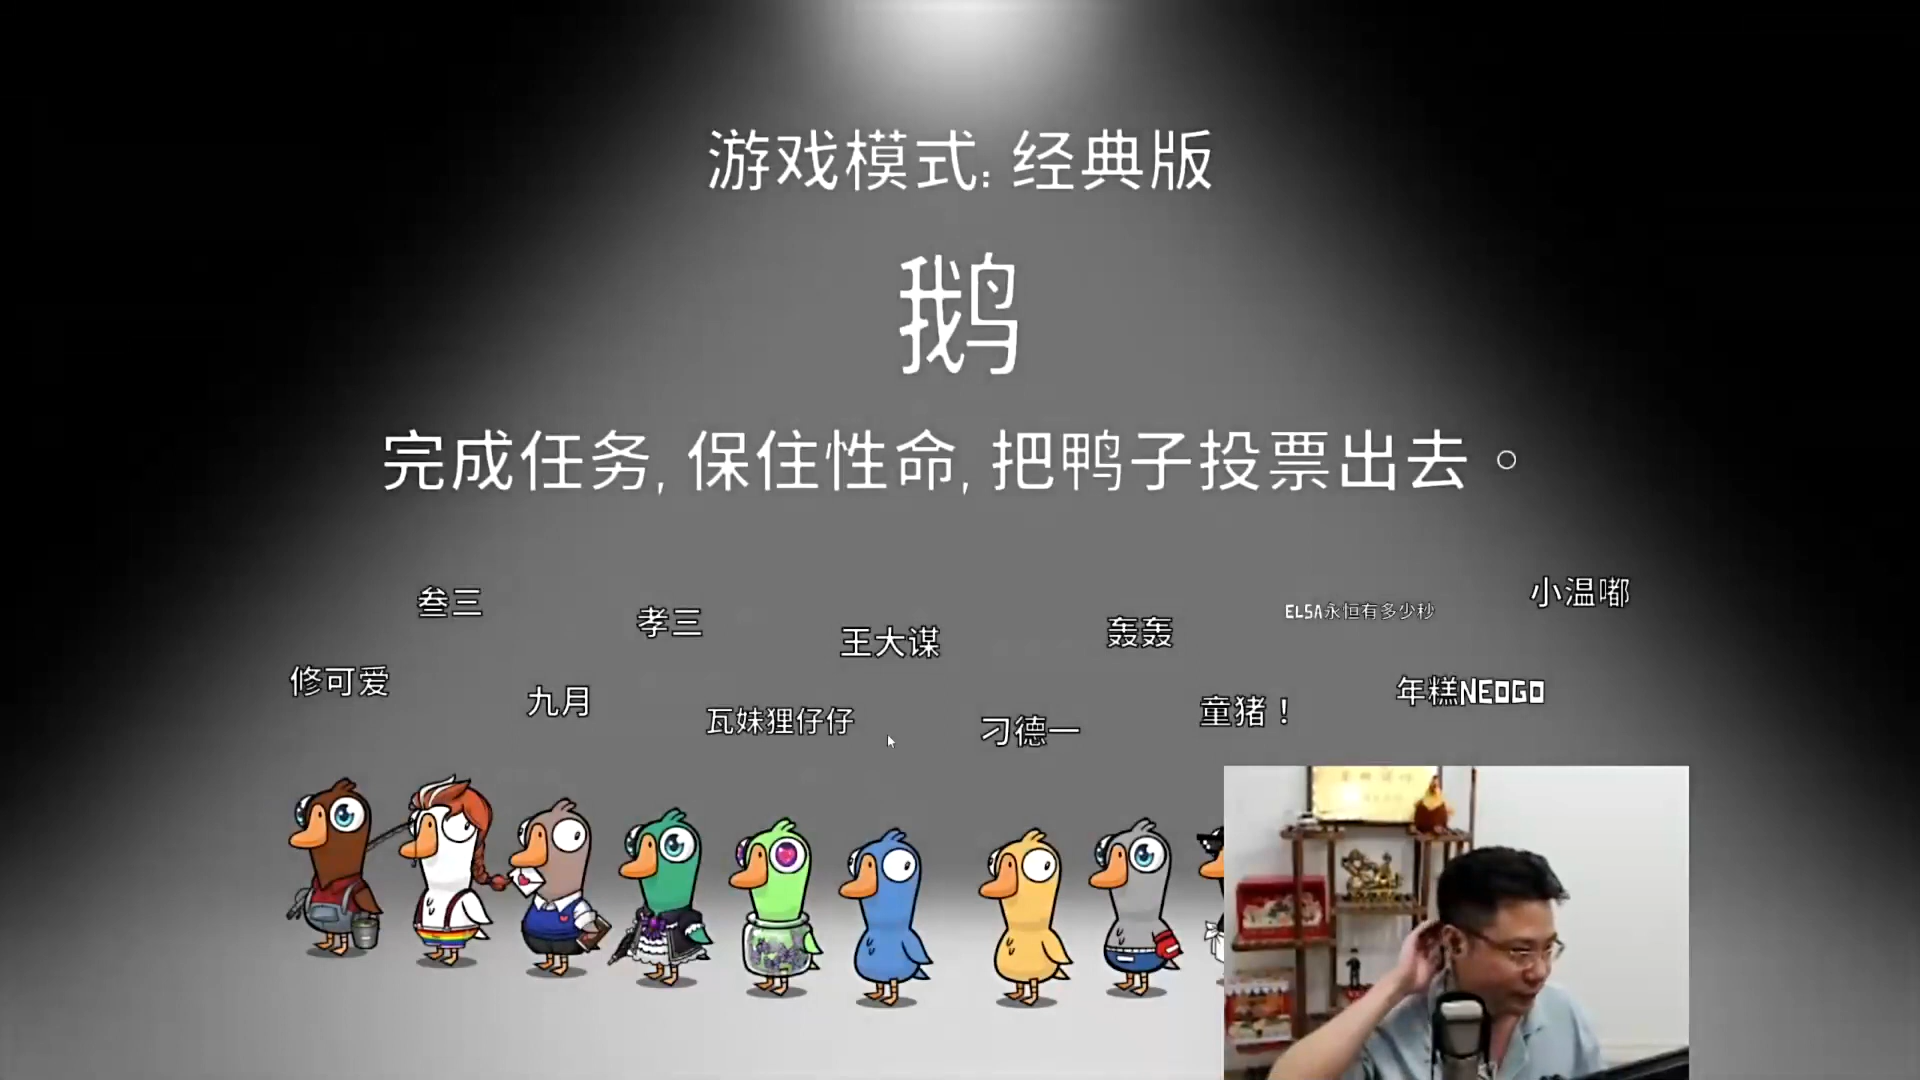 游戏模式: 经典版
鹅
完成任务, 保住性命, 把鸭子投票出去。
小温嘟
叁三
孝三
王大谋
轰轰
ELSA永恒有多少秒
修可爱
九月
瓦妹狸仔仔
刁德一
童猪！
年糕NEOGO